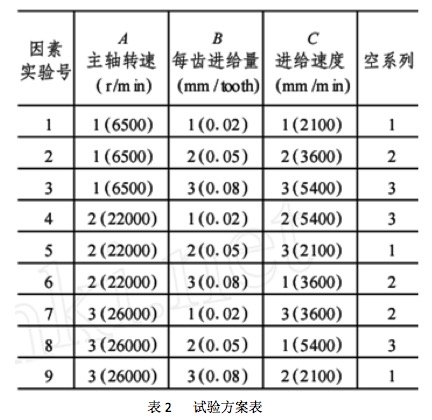 因素 A B C 空系列
实验号 主轴转速 每齿进给量 进给速度
(r/min) (mm/tooth) (mm/min)
1 1(6500) 1(0.02) 1(2100) 1
2 1(6500) 2(0.05) 2(3600) 2
3 1(6500) 3(0.08) 3(5400) 3
4 2(22000) 1(0.02) 2(5400) 3
5 2(22000) 2(0.05) 3(2100) 1
6 2(22000) 3(0.08) 1(3600) 2
7 3(26000) 1(0.02) 3(3600) 2
8 3(26000) 2(0.05) 1(5400) 3
9 3(26000) 3(0.08) 2(2100) 1
表2 试验方案表